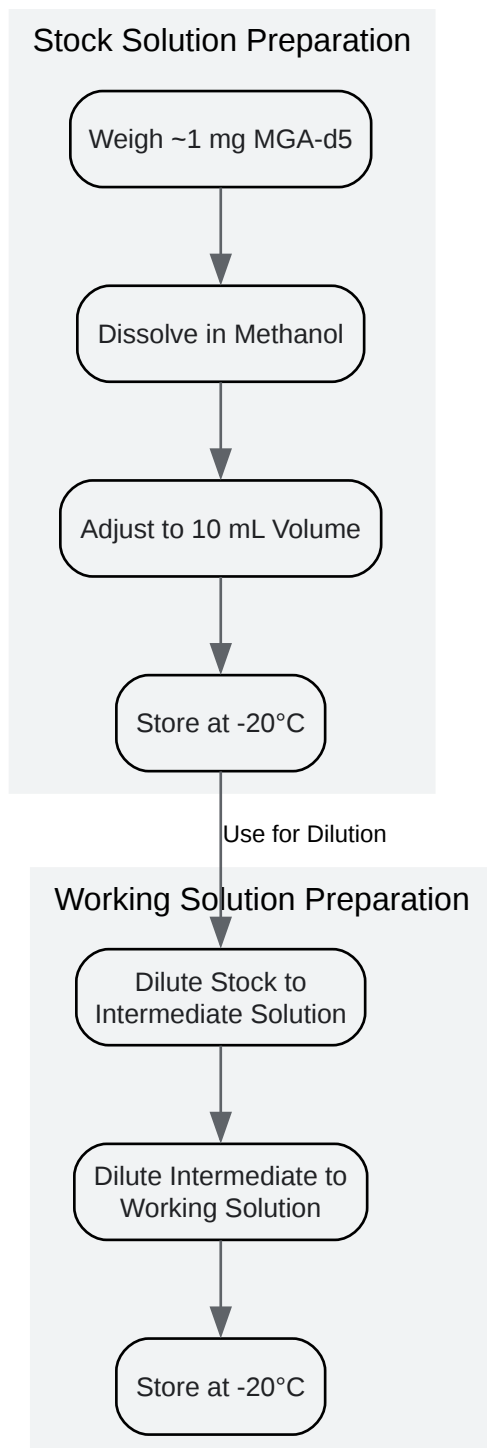 Stock Solution Preparation
Weigh ~1 mg MGA-d5
Dissolve in Methanol
Adjust to 10 mL Volume
Store at -20°C
Use for Dilution
Working Solution Preparation
Dilute Stock to
Intermediate Solution
Dilute Intermediate to
Working Solution
Store at -20°C